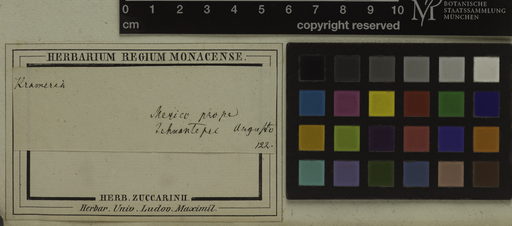 0 1 2 3 4 5 6 7 8 9 10
cm copyright reserved
BOTANISCHE
STAATSSAMMLUNG
MÜNCHEN
HERBARIUM REGIUM MONACENSE.
Krameria
Mexico prope
Tehuantepec Augusto
122.
HERB. ZUCCARINII
Herbar. Univ. Ludov. Maximil.